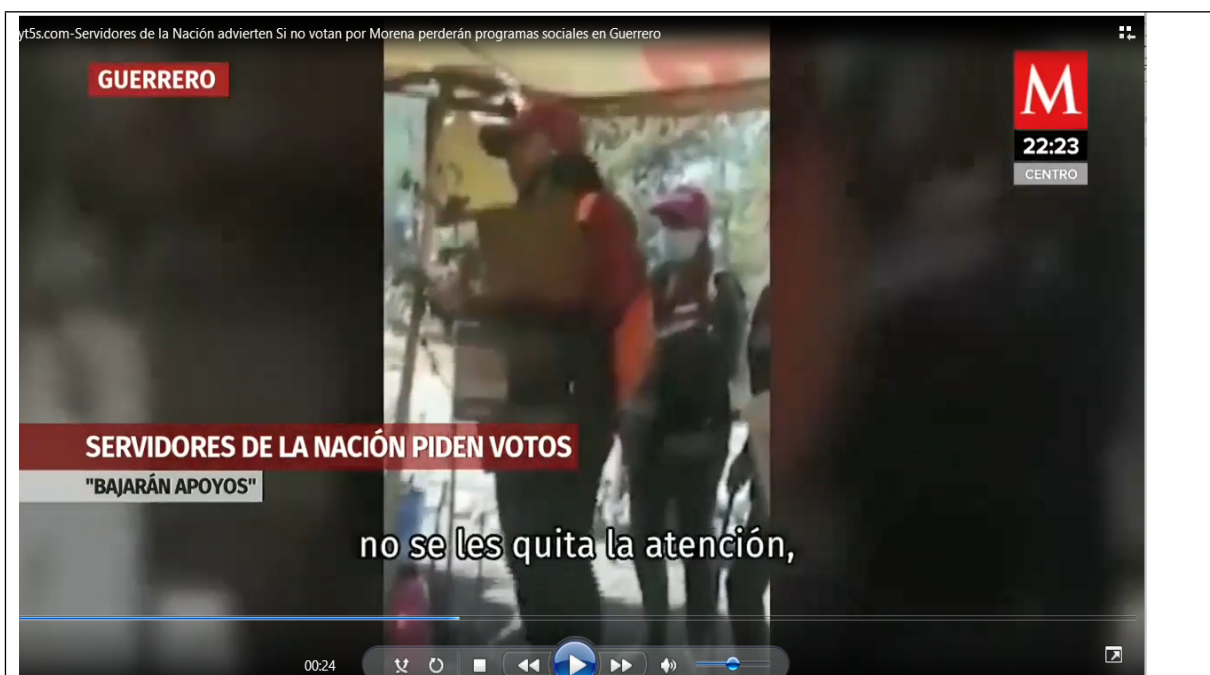 yt5s.com-Servidores de la Nación advierten Si no votan por Morena perderán programas sociales en Guerrero
GUERRERO
M
22:23
CENTRO
SERVIDORES DE LA NACIÓN PIDEN VOTOS
"BAJARÁN APOYOS"
no se les quita la atención,
00:24